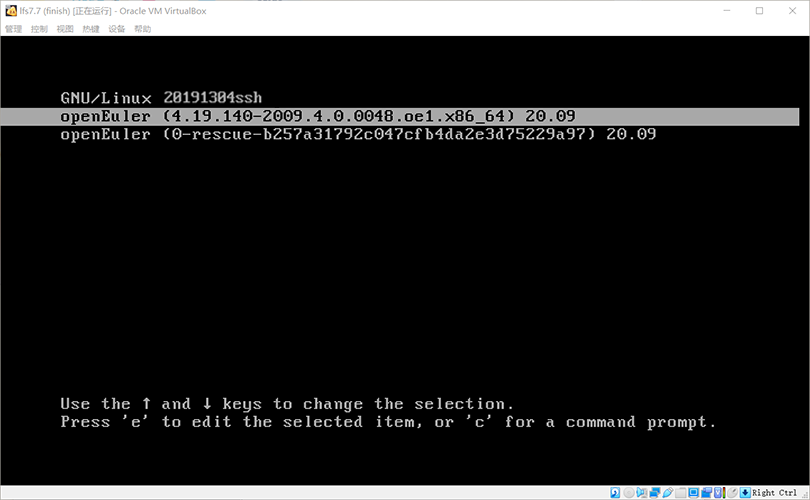 lfs7.7 (finish) [正在运行] - Oracle VM VirtualBox
管理 控制 视图 热键 设备 帮助
GNU/Linux 20191304ssh
openEuler (4.19.140-2009.4.0.0048.oe1.x86_64) 20.09
openEuler (0-rescue-b257a31792c047cfb4da2e3d75229a97) 20.09
Use the ↑ and ↓ keys to change the selection.
Press 'e' to edit the selected item, or 'c' for a command prompt.
Right Ctrl